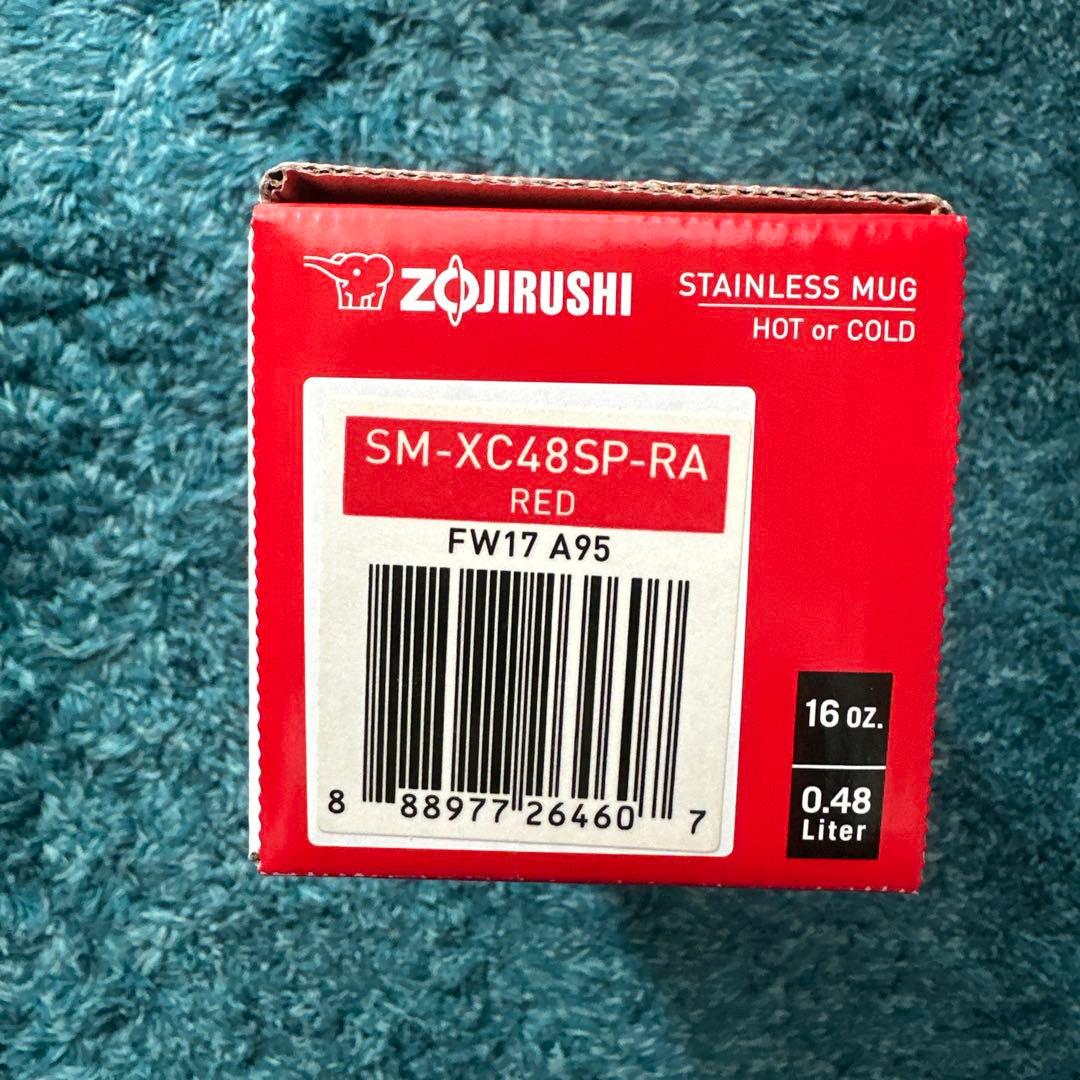 ZOJIRUSHI
STAINLESS MUG
HOT or COLD
SM-XC48SP-RA
RED
FW17 A95
8 88977 26460 7
16 oz.
0.48
Liter